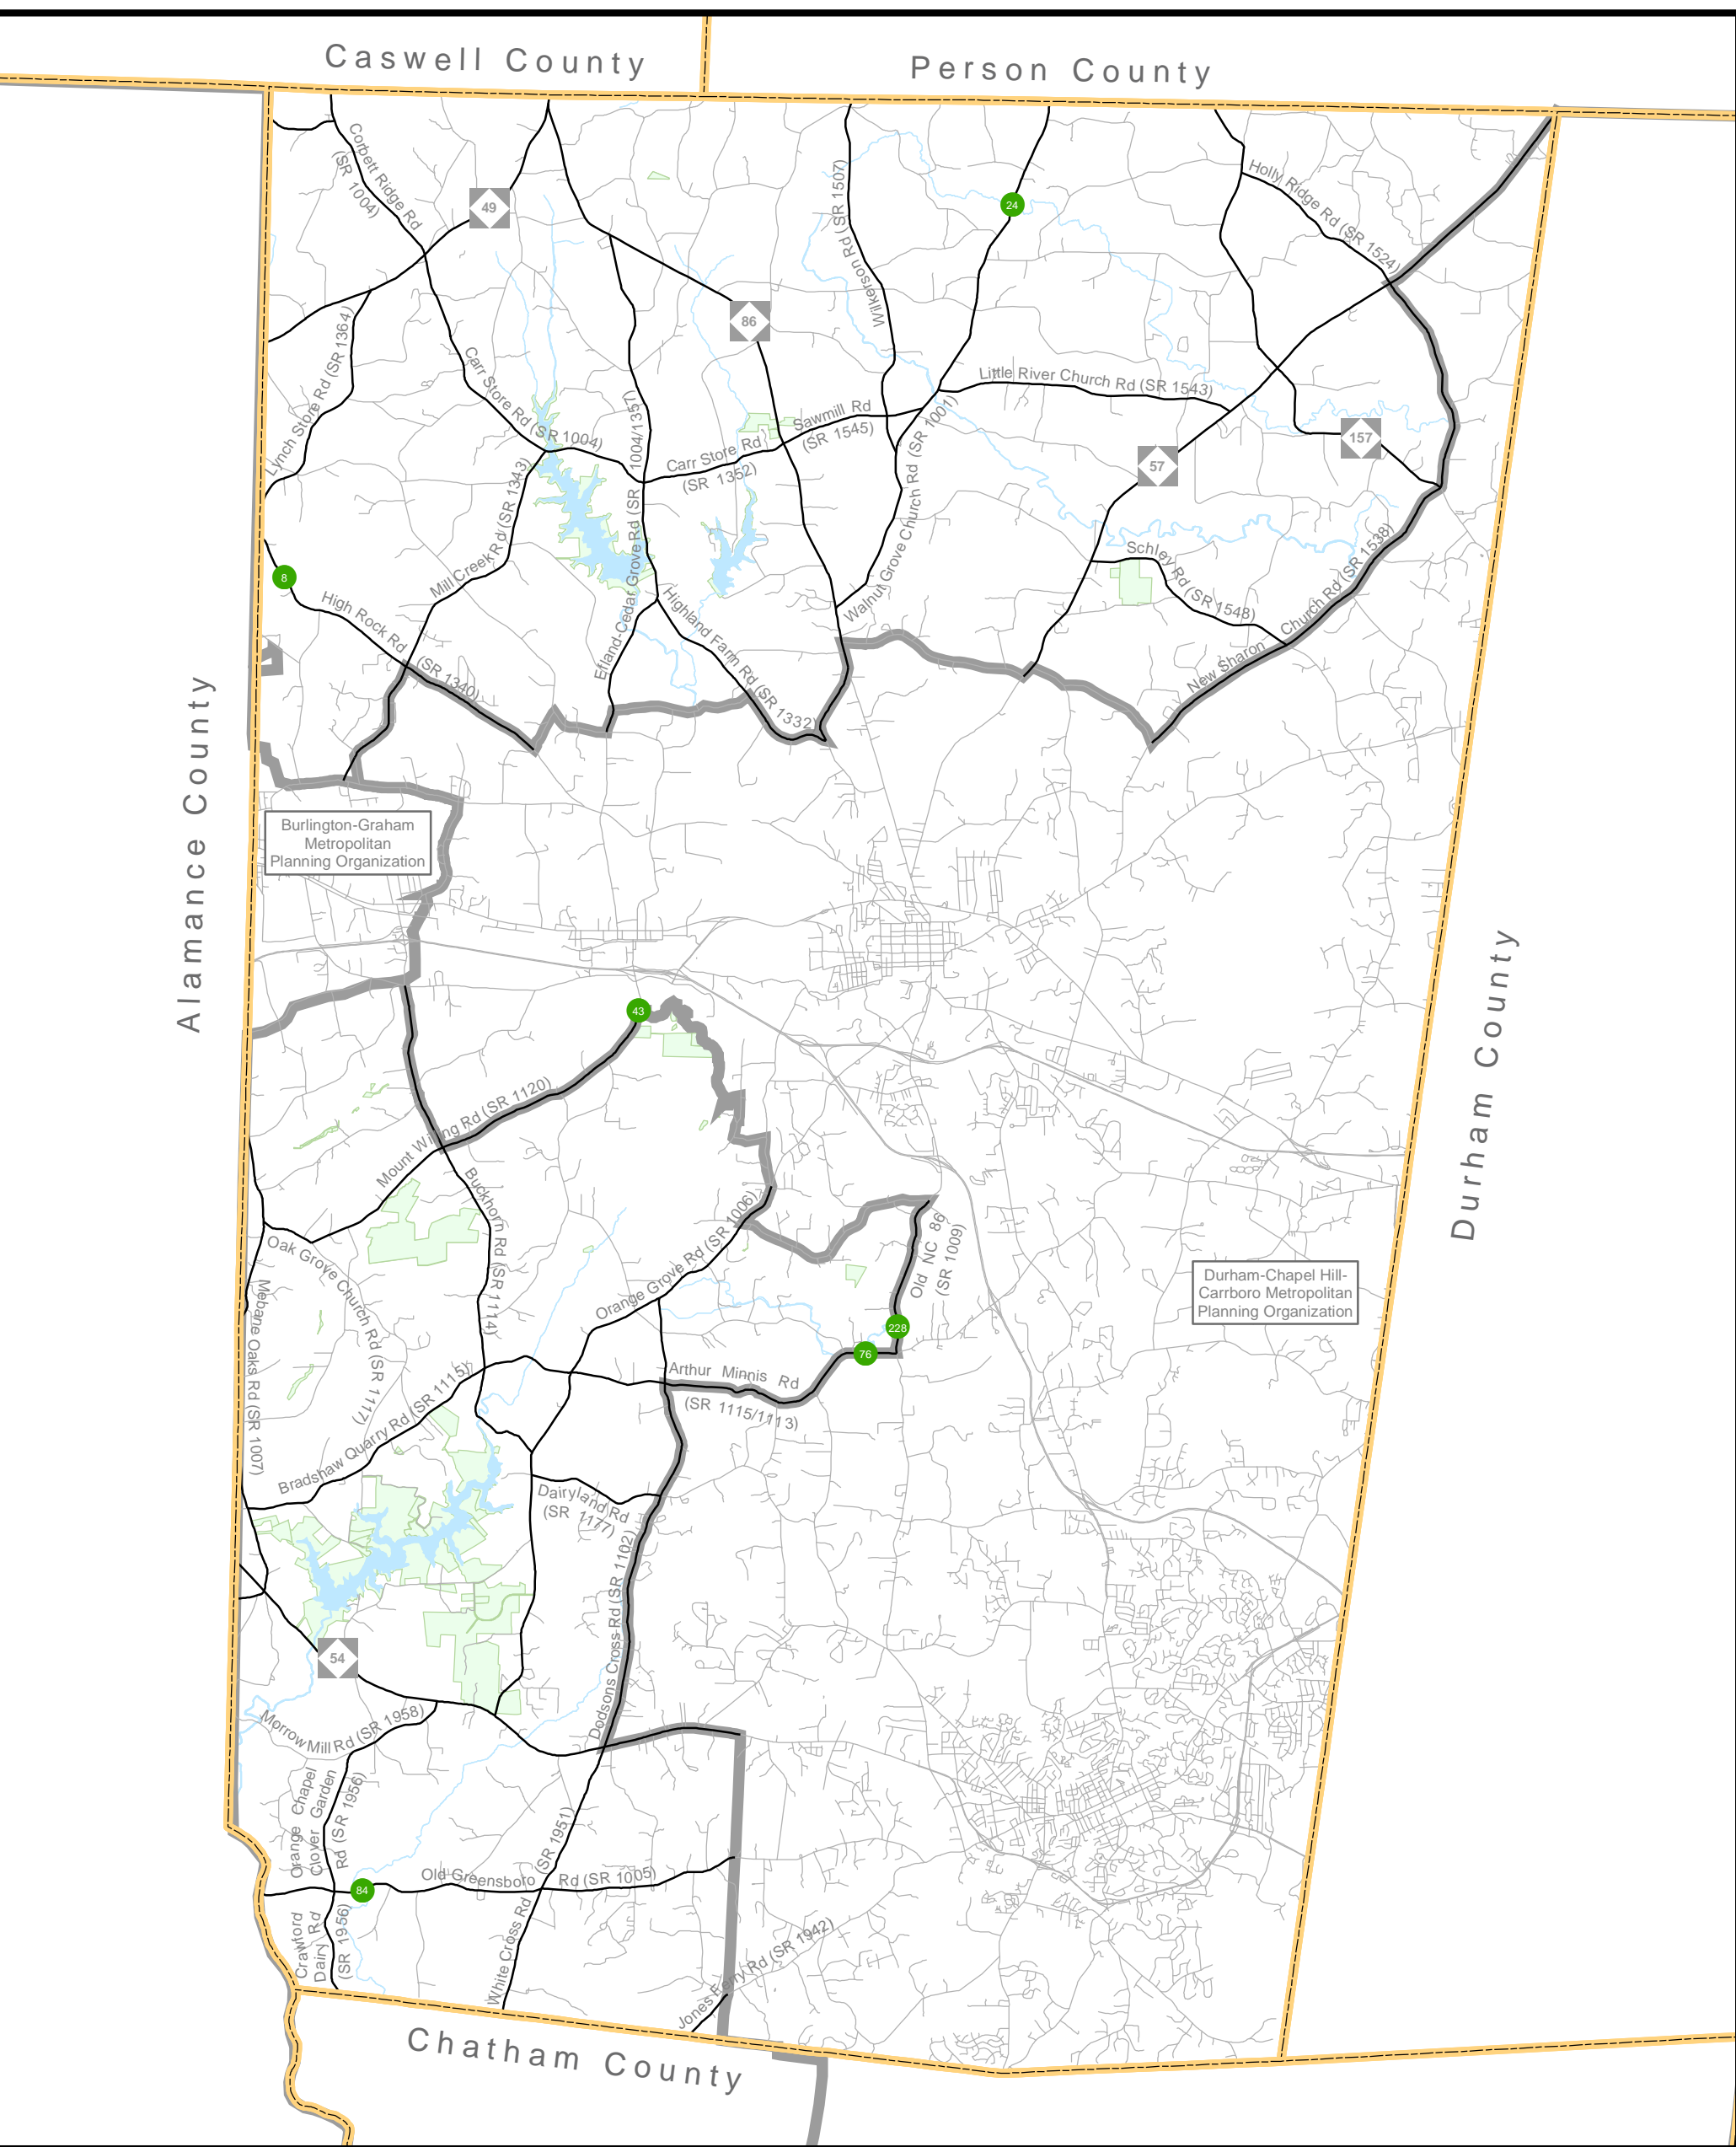 Caswell County
Person County
Corbett Ridge Rd
(SR 1004)
49
Wilkerson Rd (SR 1507)
24
Holly Ridge Rd (SR 1524)
86
Lynch Store Rd (SR 1364)
Carr Store Rd (SR 1004)
Little River Church Rd (SR 1543)
Sawmill Rd
(SR 1545)
Carr Store Rd
(SR 1352)
157
57
Mill Creek Rd (SR 1343)
Efland-Cedar Grove Rd (SR 1004/1357)
Walnut Grove Church Rd (SR 1001)
Schley Rd (SR 1548)
New Sharon Church Rd (SR 1538)
8
High Rock Rd (SR 1340)
Highland Farm Rd (SR 1332)
Alamance County
Burlington-Graham
Metropolitan
Planning Organization
Durham County
43
Mount Willing Rd (SR 1120)
Buckhorn Rd (SR 1114)
Orange Grove Rd (SR 1006)
Old NC 86
(SR 1009)
Oak Grove Church Rd (SR 1117)
Mebane Oaks Rd (SR 1007)
Durham-Chapel Hill-
Carrboro Metropolitan
Planning Organization
228
76
Arthur Minnis Rd
(SR 1115/1113)
Bradshaw Quarry Rd (SR 1115)
Dairyland Rd
(SR 1177)
Dodsons Cross Rd (SR 1102)
54
Morrow Mill Rd (SR 1958)
Orange Chapel
Clover Garden
Rd (SR 1956)
84
Old Greensboro Rd (SR 1005)
White Cross Rd (SR 1951)
Crawford
Dairy Rd
(SR 1956)
Jones Ferry Rd (SR 1942)
Chatham County